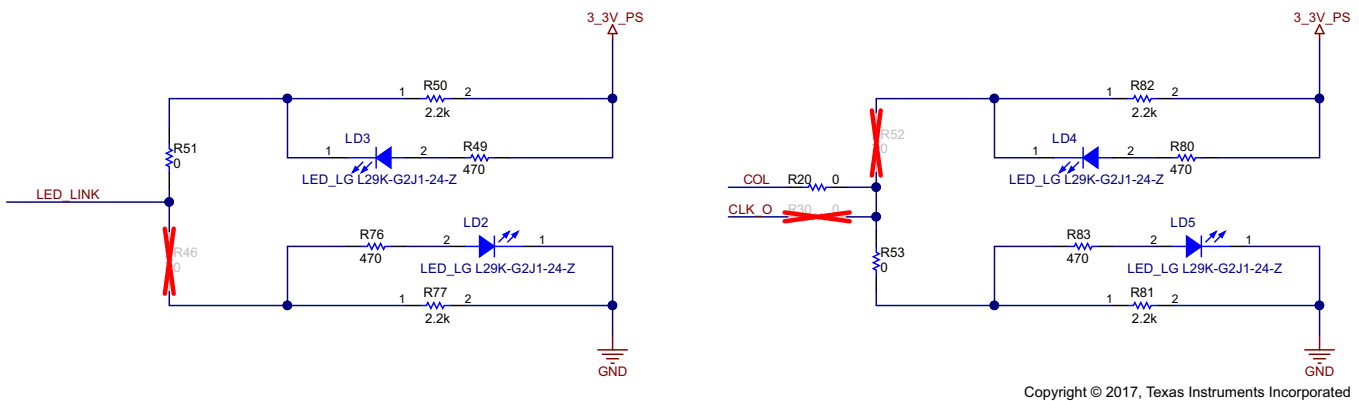 3_3V_PS
R50
1 2
2.2k
R51
0
LD3
1 2
R49
470
LED_LG L29K-G2J1-24-Z
LED_LINK
R46
0
LD2
R76
2 1
470
LED_LG L29K-G2J1-24-Z
R77
1 2
2.2k
GND
3_3V_PS
R82
1 2
2.2k
R52
0
LD4
1 2
R80
470
LED_LG L29K-G2J1-24-Z
COL
R20 0
CLK_O
R30 0
R53
0
LD5
R83
2 1
470
LED_LG L29K-G2J1-24-Z
R81
1 2
2.2k
GND
Copyright © 2017, Texas Instruments Incorporated